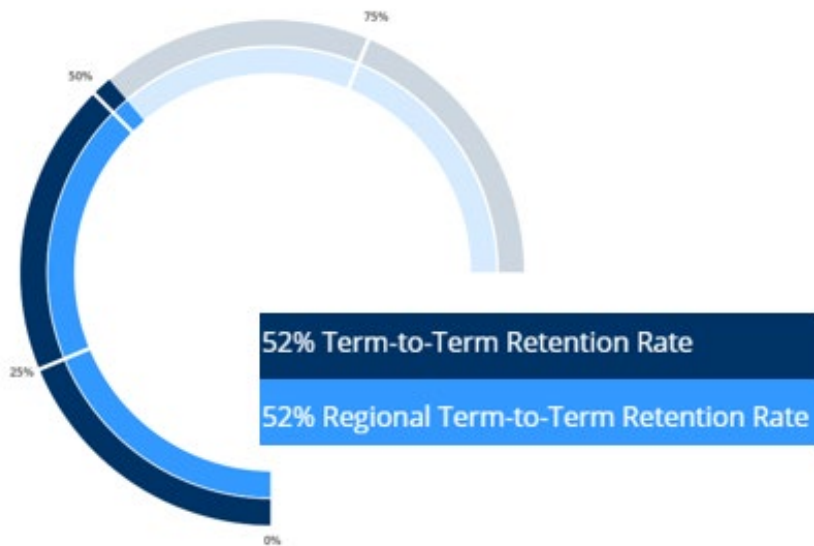 75%
50%
25%
52% Term-to-Term Retention Rate
52% Regional Term-to-Term Retention Rate
0%